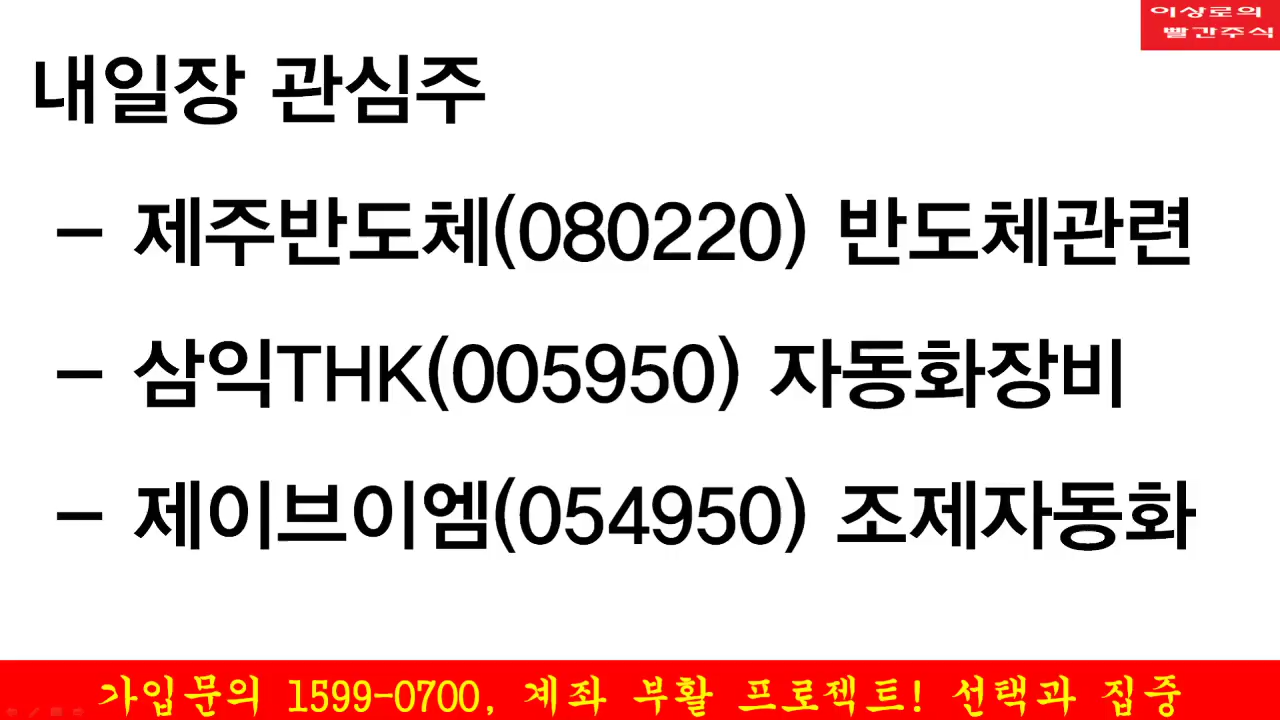 이상로의
빨간주식
내일장 관심주
- 제주반도체(080220) 반도체관련
- 삼익THK(005950) 자동화장비
- 제이브이엠(054950) 조제자동화
가입문의 1599-0700, 계좌 부활 프로젝트! 선택과 집중